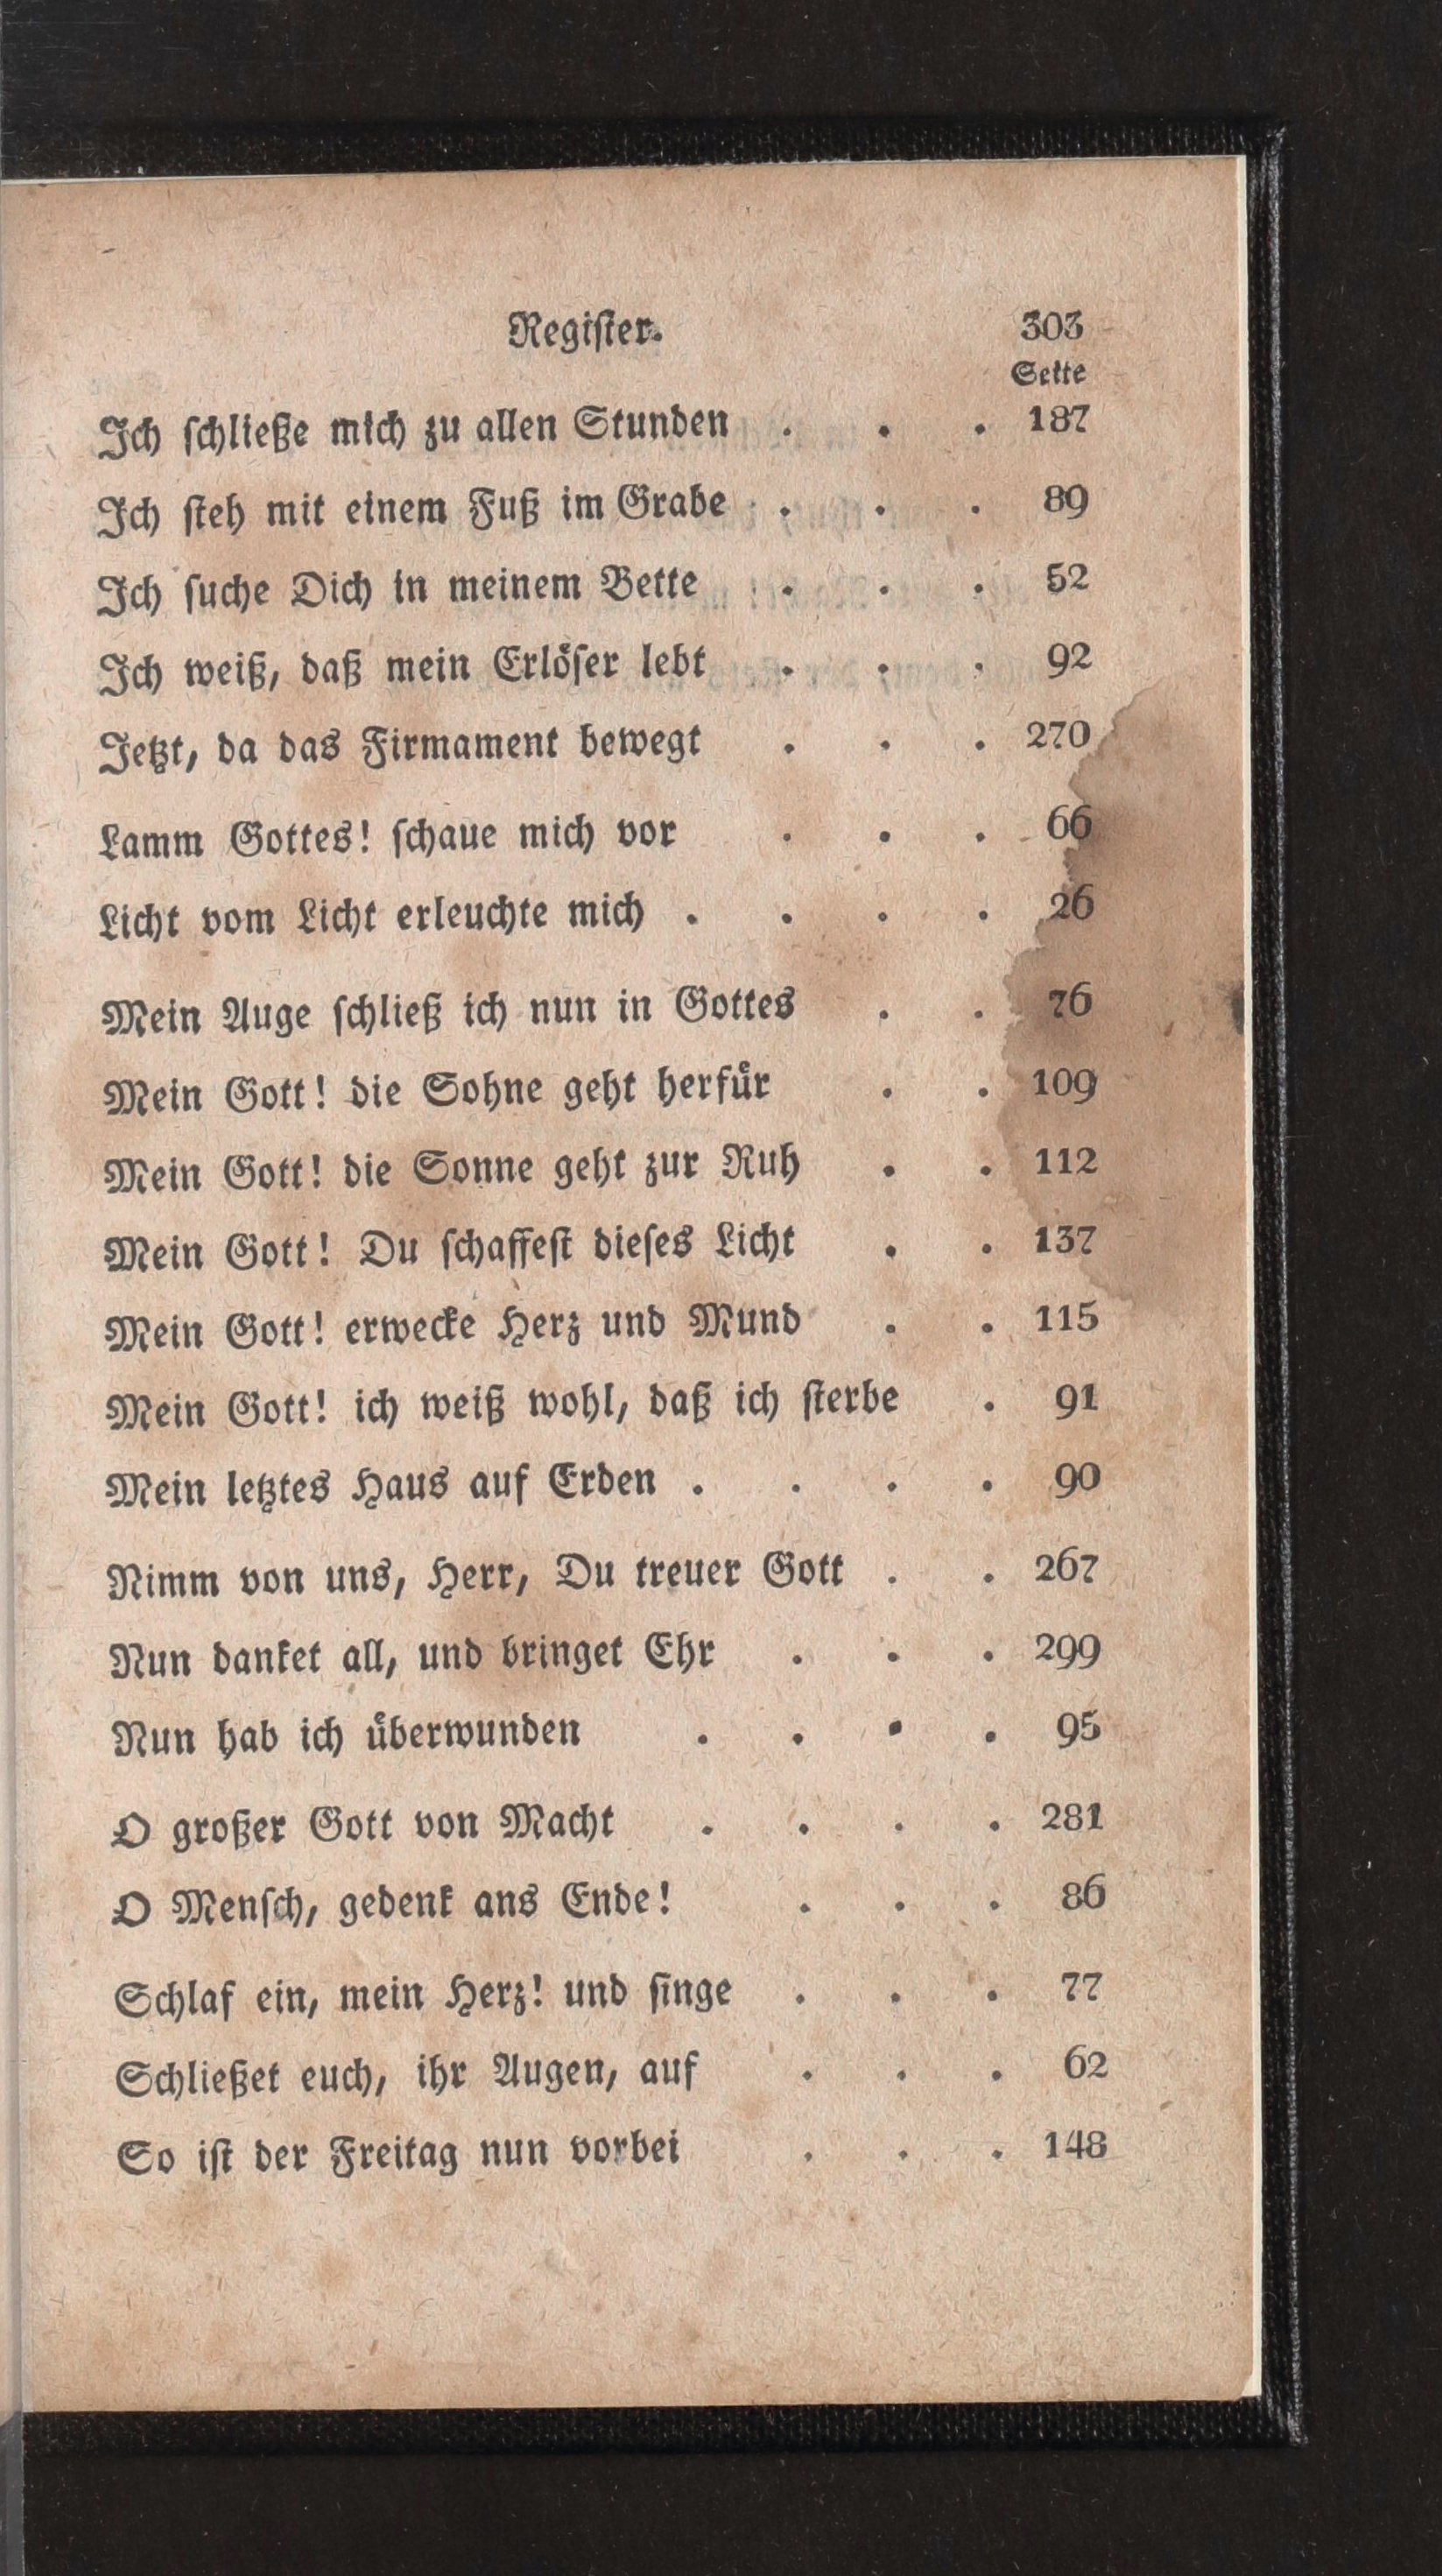 Regiſter. 303
Seite
Ich ſchließe mich zu allen Stunden . . . 187
Ich ſteh mit einem Fuß im Grabe . . . 89
Ich ſuche Dich in meinem Bette . . . 52
Ich weiß, daß mein Erlöſer lebt . . . 92
Jetzt, da das Firmament bewegt . . . 270
Lamm Gottes! ſchaue mich vor . . . 66
Licht vom Licht erleuchte mich . . . . 26
Mein Auge ſchließ ich nun in Gottes . . 76
Mein Gott! die Sohne geht herfür . . 109
Mein Gott! die Sonne geht zur Ruh . . 112
Mein Gott! Du ſchaffeſt dieſes Licht . . 137
Mein Gott! erwecke Herz und Mund . . 115
Mein Gott! ich weiß wohl, daß ich ſterbe . 91
Mein letztes Haus auf Erden . . . . 90
Nimm von uns, Herr, Du treuer Gott . . 267
Nun danket all, und bringet Ehr . . . 299
Nun hab ich überwunden . . . . 95
O großer Gott von Macht . . . . 281
O Menſch, gedenk ans Ende! . . . 86
Schlaf ein, mein Herz! und ſinge . . . 77
Schließet euch, ihr Augen, auf . . . 62
So iſt der Freitag nun vorbei . . . 148